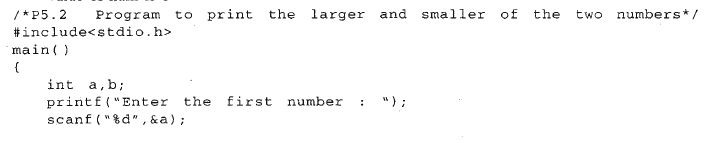 /*P5.2 Program to print the larger and smaller of the two numbers*/
#include<stdio.h>
main( )
{
int a,b;
printf("Enter the first number : ");
scanf("%d",&a);